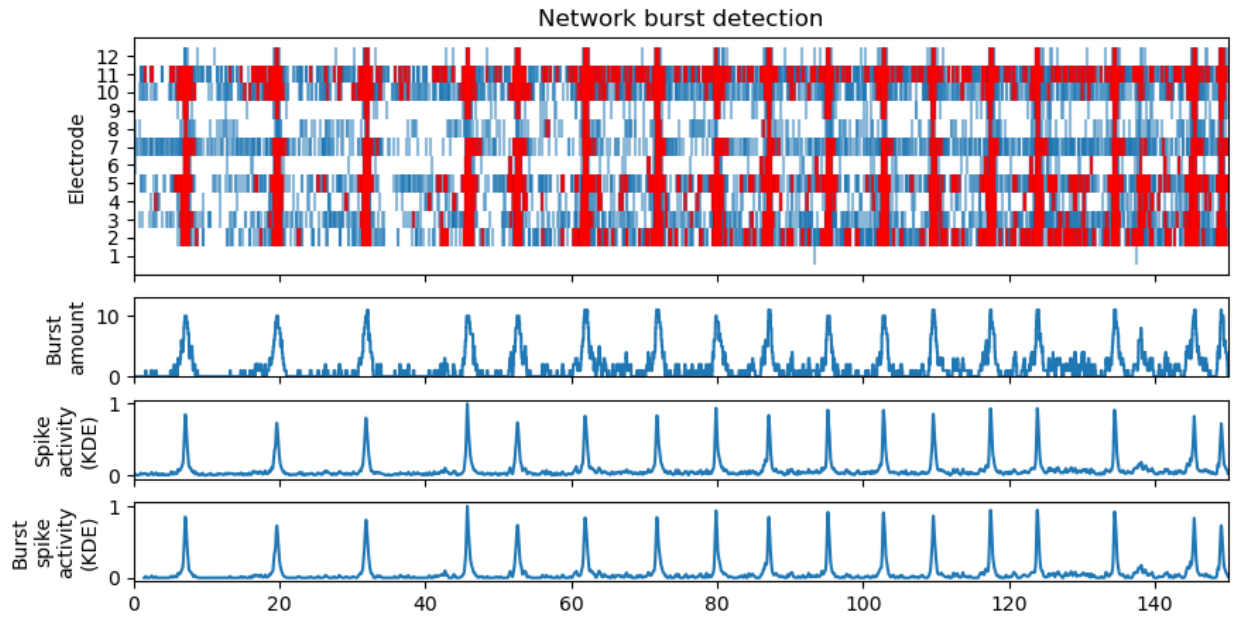 Network burst detection
Electrode
12
11
10
9
8
7
6
5
4
3
2
1
Burst
amount
10
0
Spike
activity
(KDE)
1
0
Burst
spike
activity
(KDE)
1
0
0 20 40 60 80 100 120 140